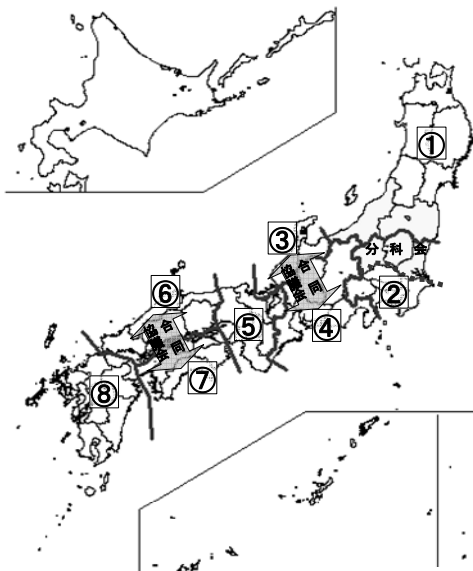 ①
③
分科会
合同
協議会
②
⑥
④
合同
協議会
⑤
⑦
⑧